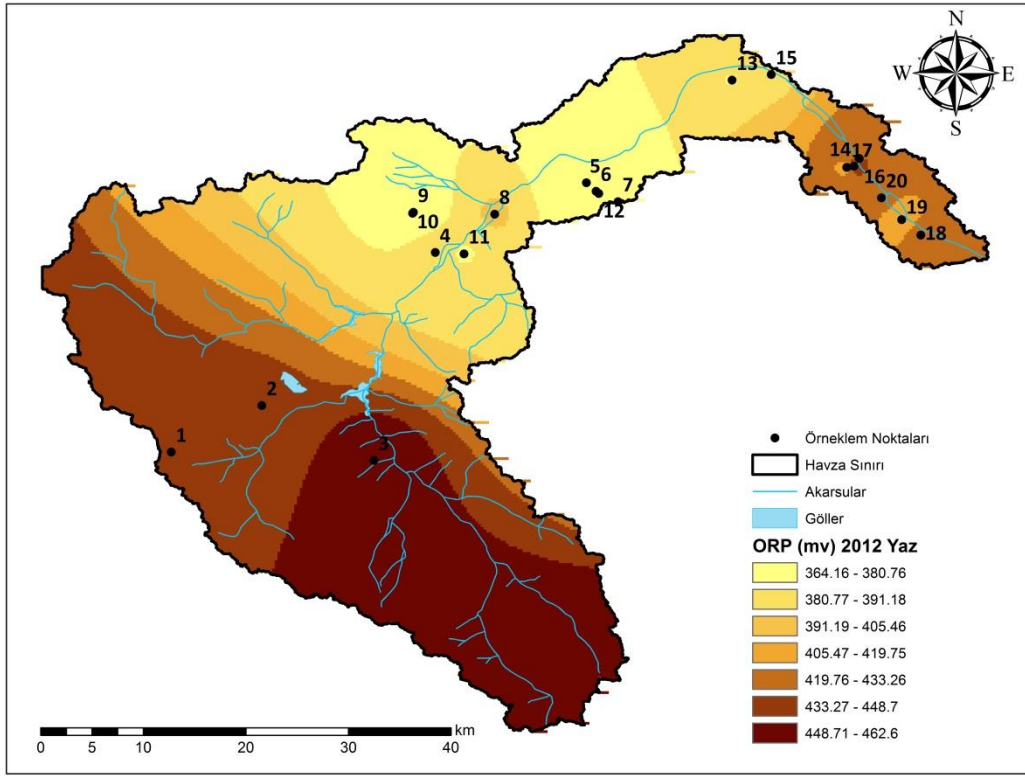 N
W E
S
13
15
14
17
16
20
19
18
5
6
7
12
9
10
8
4
11
2
1
3
Örneklem Noktaları
Havza Sınırı
Akarsular
Göller
ORP (mv) 2012 Yaz
364.16 - 380.76
380.77 - 391.18
391.19 - 405.46
405.47 - 419.75
419.76 - 433.26
433.27 - 448.7
448.71 - 462.6
km
0 5 10 20 30 40